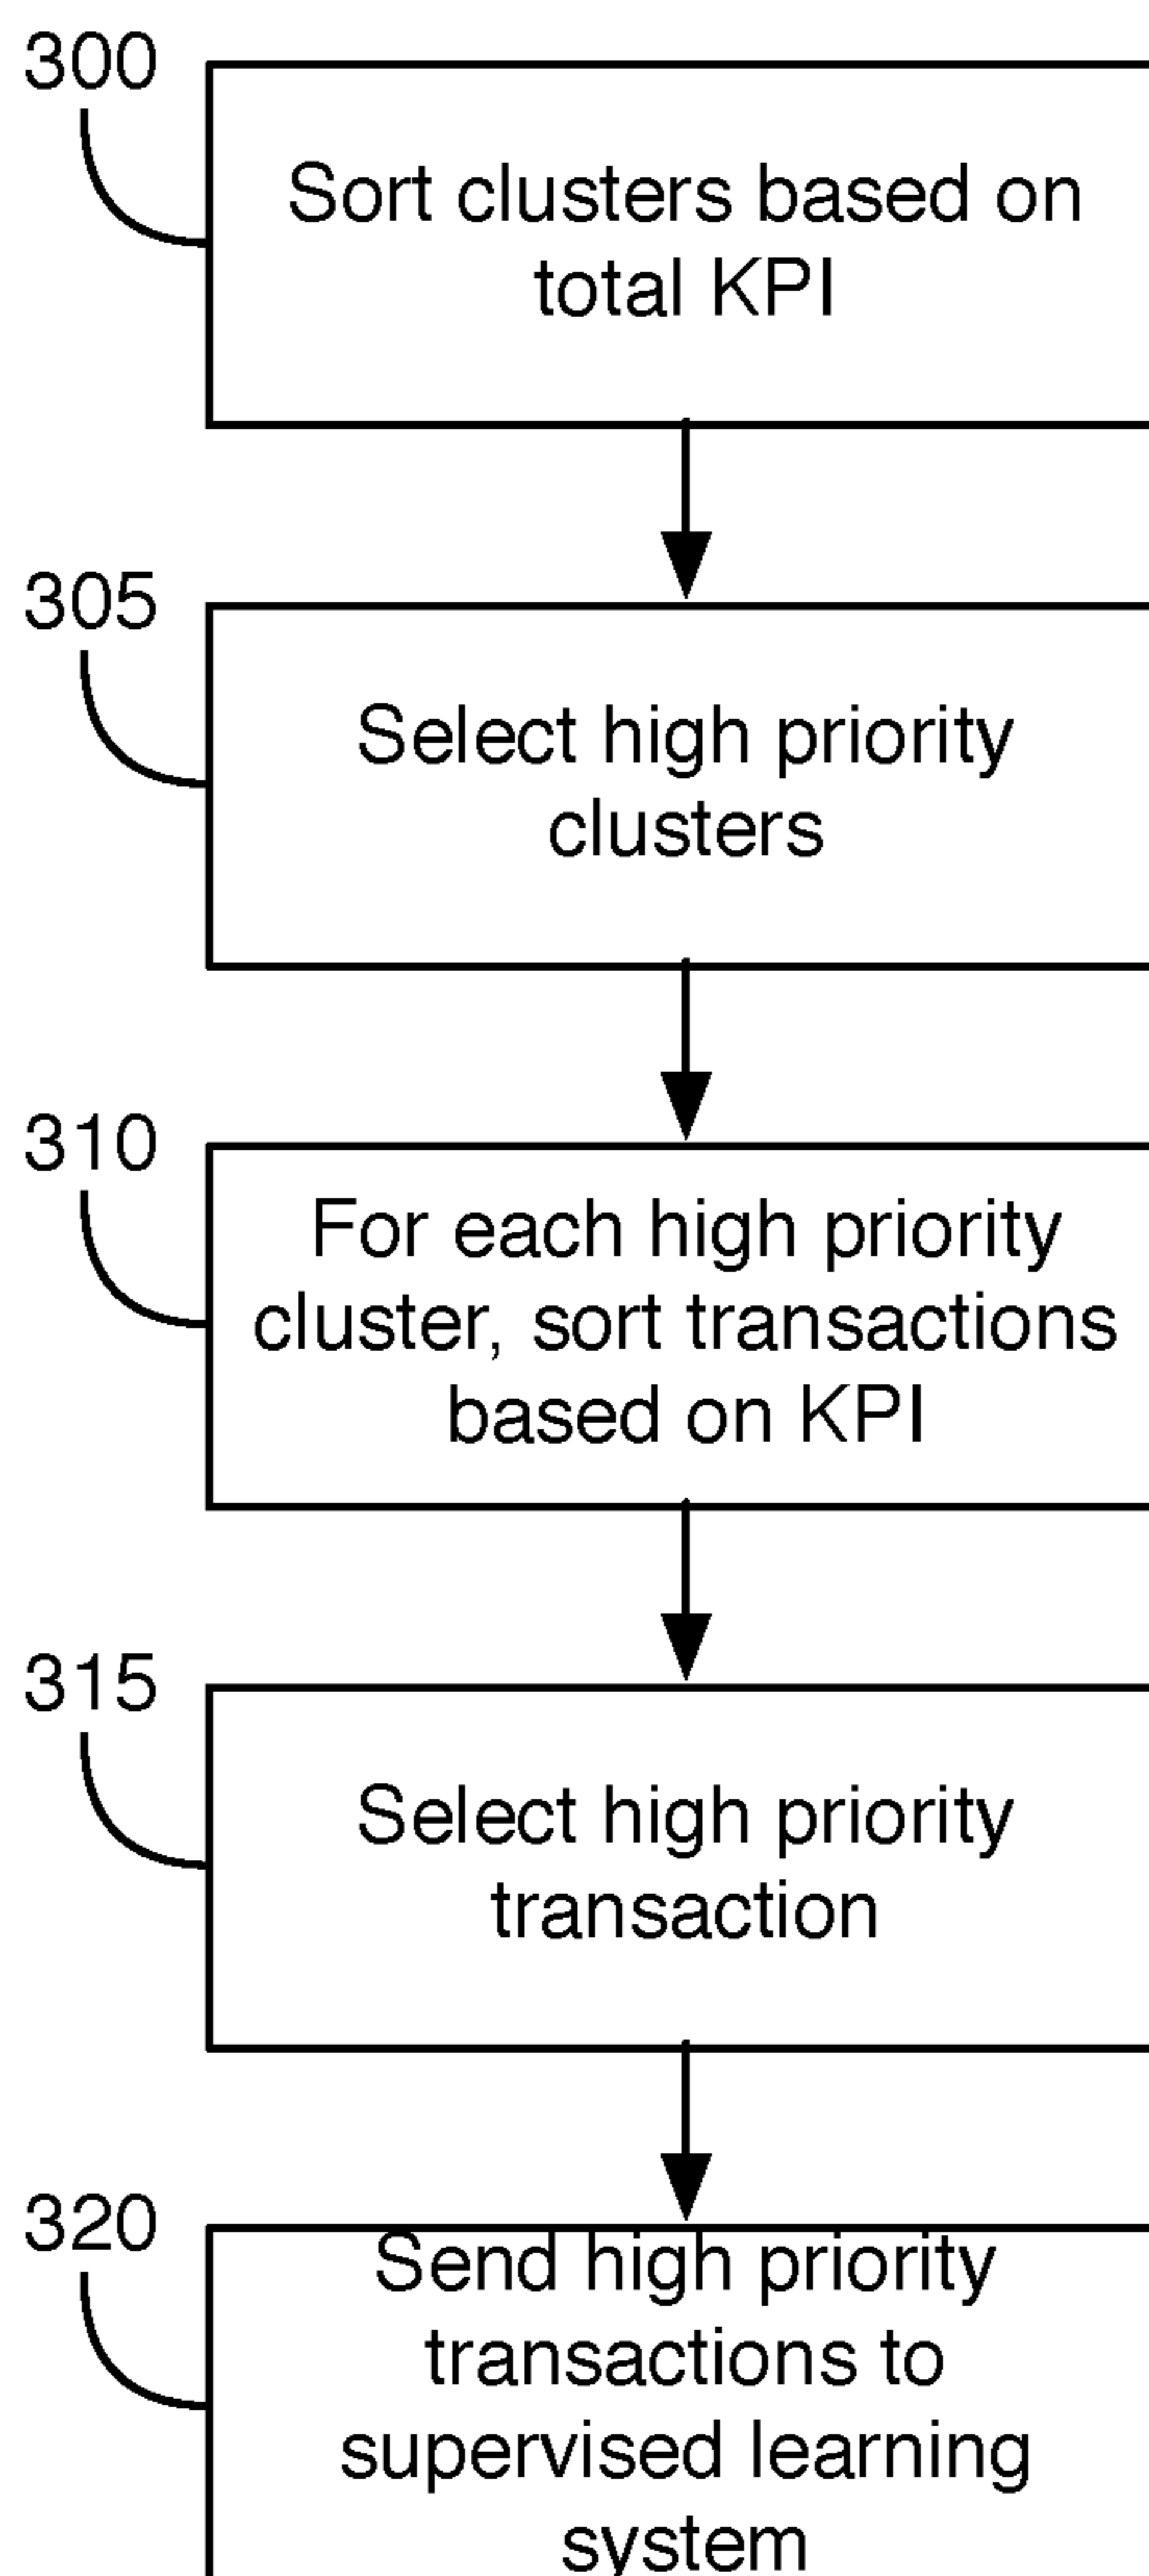 300
Sort clusters based on
total KPI
305
Select high priority
clusters
310
For each high priority
cluster, sort transactions
based on KPI
315
Select high priority
transaction
320
Send high priority
transactions to
supervised learning
system